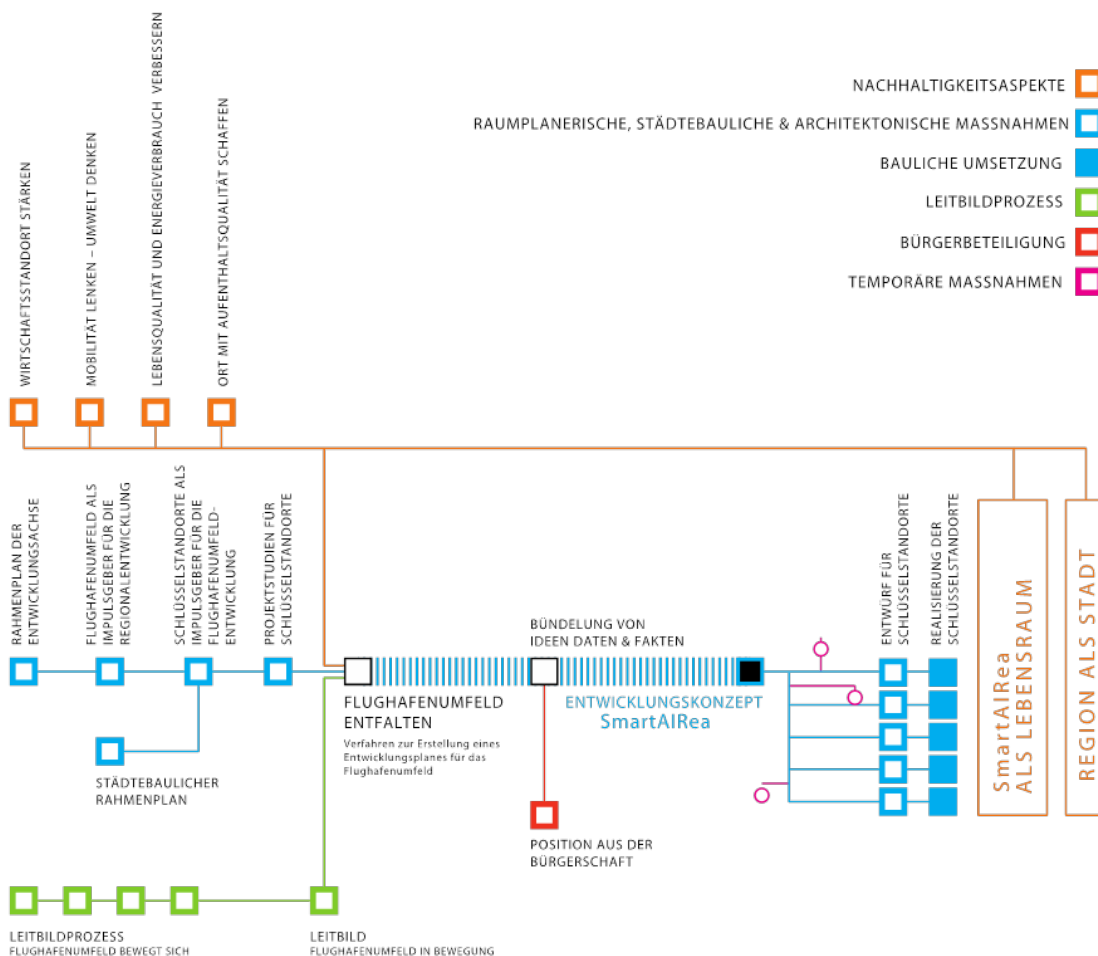 WIRTSCHAFTSSTANDORT STÄRKEN
MOBILITÄT LENKEN – UMWELT DENKEN
LEBENSQUALITÄT UND ENERGIEVERBRAUCH VERBESSERN
ORT MIT AUFENTHALTSQUALITÄT SCHAFFEN
NACHHALTIGKEITSASPEKTE
RAUMPLANERISCHE, STÄDTEBAULICHE & ARCHITEKTONISCHE MASSNAHMEN
BAULICHE UMSETZUNG
LEITBILDPROZESS
BÜRGERBETEILIGUNG
TEMPORÄRE MASSNAHMEN
RAHMENPLAN DER
ENTWICKLUNGSACHSE
FLUGHAFENUMFELD ALS
IMPULSGEBER FÜR DIE
REGIONALENTWICKLUNG
SCHLÜSSELSTANDORTE ALS
IMPULSGEBER FÜR DIE
FLUGHAFENUMFELD-
ENTWICKLUNG
PROJEKTSTUDIEN FÜR
SCHLÜSSELSTANDORTE
BÜNDELUNG VON
IDEEN DATEN & FAKTEN
ENTWÜRF FÜR
SCHLÜSSELSTANDORTE
REALISIERUNG DER
SCHLÜSSELSTANDORTE
SmartAIRea
ALS LEBENSRAUM
REGION ALS STADT
FLUGHAFENUMFELD
ENTFALTEN
Verfahren zur Erstellung eines
Entwicklungsplanes für das
Flughafenumfeld
ENTWICKLUNGSKONZEPT
SmartAIRea
STÄDTEBAULICHER
RAHMENPLAN
POSITION AUS DER
BÜRGERSCHAFT
LEITBILDPROZESS
FLUGHAFENUMFELD BEWEGT SICH
LEITBILD
FLUGHAFENUMFELD IN BEWEGUNG